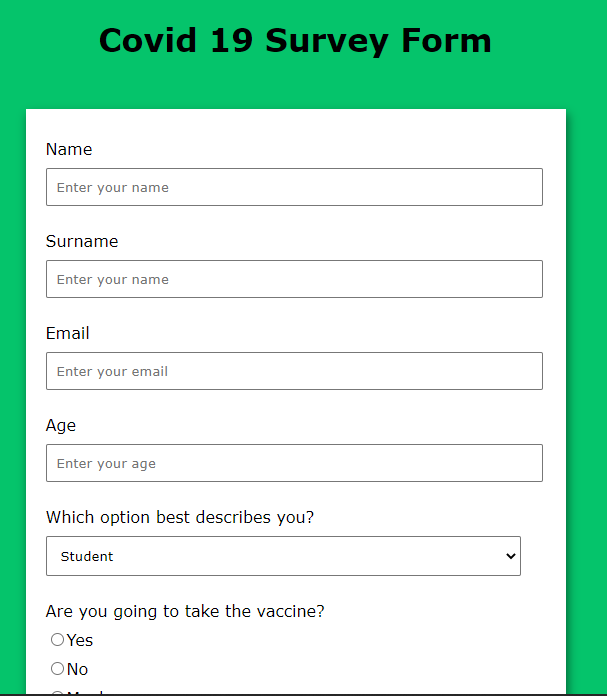 Covid 19 Survey Form
Name
Enter your name
Surname
Enter your name
Email
Enter your email
Age
Enter your age
Which option best describes you?
Student
Are you going to take the vaccine?
Yes
No